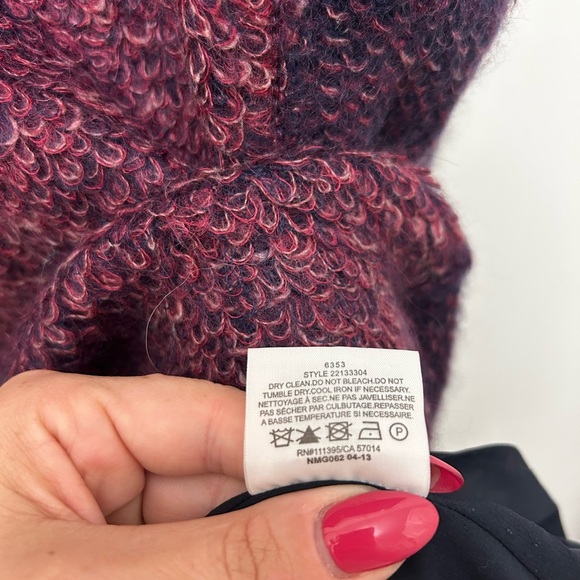 6353
STYLE 22133304
DRY CLEAN.DO NOT BLEACH.DO NOT
TUMBLE DRY.COOL IRON IF NECESSARY.
NETTOYAGE À SEC.NE PAS JAVELLISER.NE
PAS SÉCHER PAR CULBUTAGE.REPASSER
A TEMPERATURE SI NECESSAIRE.
P
RN#111395/CA 57014
NMG062 04-13